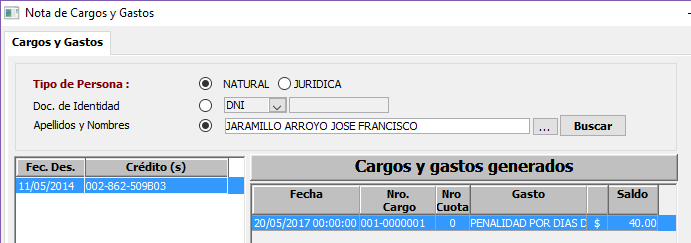 Nota de Cargos y Gastos
Cargos y Gastos
Tipo de Persona : NATURAL JURIDICA
Doc. de Identidad DNI
Apellidos y Nombres JARAMILLO ARROYO JOSE FRANCISCO ... Buscar
Fec. Des. Crédito (s)
11/05/2014 002-862-509B03
Cargos y gastos generados
Fecha Nro. Cargo Nro Cuota Gasto Saldo
20/05/2017 00:00:00 001-0000001 0 PENALIDAD POR DIAS D $ 40.00